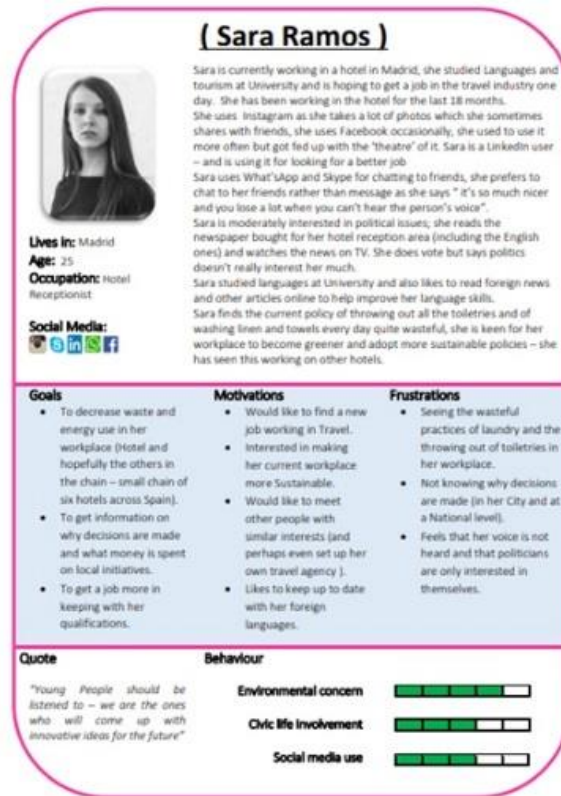 ( Sara Ramos )
Sara is currently working in a hotel in Madrid, she studied Languages and
tourism at University and is hoping to get a job in the travel industry one
day. She has been working in the hotel for the last 18 months.
She uses Instagram as she takes a lot of photos which she sometimes
shares with friends, she uses Facebook occasionally, she used to use it
more often but got fed up with the 'theatre' of it. Sara is a LinkedIn user
– and is using it for looking for a better job
Sara uses What'sApp and Skype for chatting to friends, she prefers to
chat to her friends rather than message as she says " it's so much nicer
and you lose a lot when you can't hear the person's voice".
Sara is moderately interested in political issues; she reads the
newspaper bought for her hotel reception area (including the English
ones) and watches the news on TV. She does vote but says politics
doesn't really interest her much.
Sara studied languages at University and also likes to read foreign news
and other articles online to help improve her language skills.
Sara finds the current policy of throwing out all the toiletries and of
washing linen and towels every day quite wasteful, she is keen for her
workplace to become greener and adopt more sustainable policies – she
has seen this working on other hotels.
Lives in: Madrid
Age: 25
Occupation: Hotel
Receptionist
Social Media:
Goals
• To decrease waste and
energy use in her
workplace (Hotel and
hopefully the others in
the chain – small chain of
six hotels across Spain).
• To get information on
why decisions are made
and what money is spent
on local initiatives.
• To get a job more in
keeping with her
qualifications.
Motivations
• Would like to find a new
job working in Travel.
• Interested in making
her current workplace
more Sustainable.
• Would like to meet
other people with
similar interests (and
perhaps even set up her
own travel agency ).
• Likes to keep up to date
with her foreign
languages.
Frustrations
• Seeing the wasteful
practices of laundry and the
throwing out of toiletries in
her workplace.
• Not knowing why decisions
are made (in her City and at
a National level).
• Feels that her voice is not
heard and that politicians
are only interested in
themselves.
Quote
"Young People should be
listened to – we are the ones
who will come up with
innovative ideas for the future"
Behaviour
Environmental concern
Civic life Involvement
Social media use